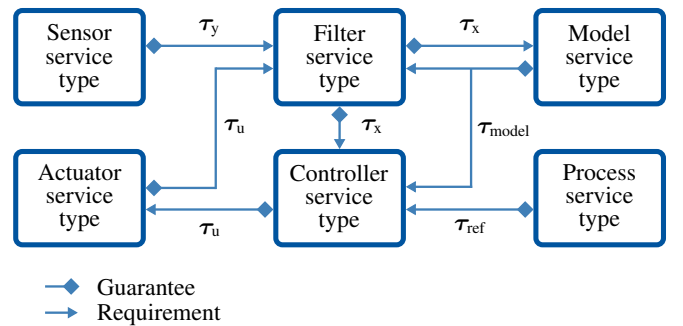 Sensor
service
type
τy
Filter
service
type
τx
Model
service
type
τu
τx
τmodel
Actuator
service
type
τu
Controller
service
type
τref
Process
service
type
Guarantee
Requirement